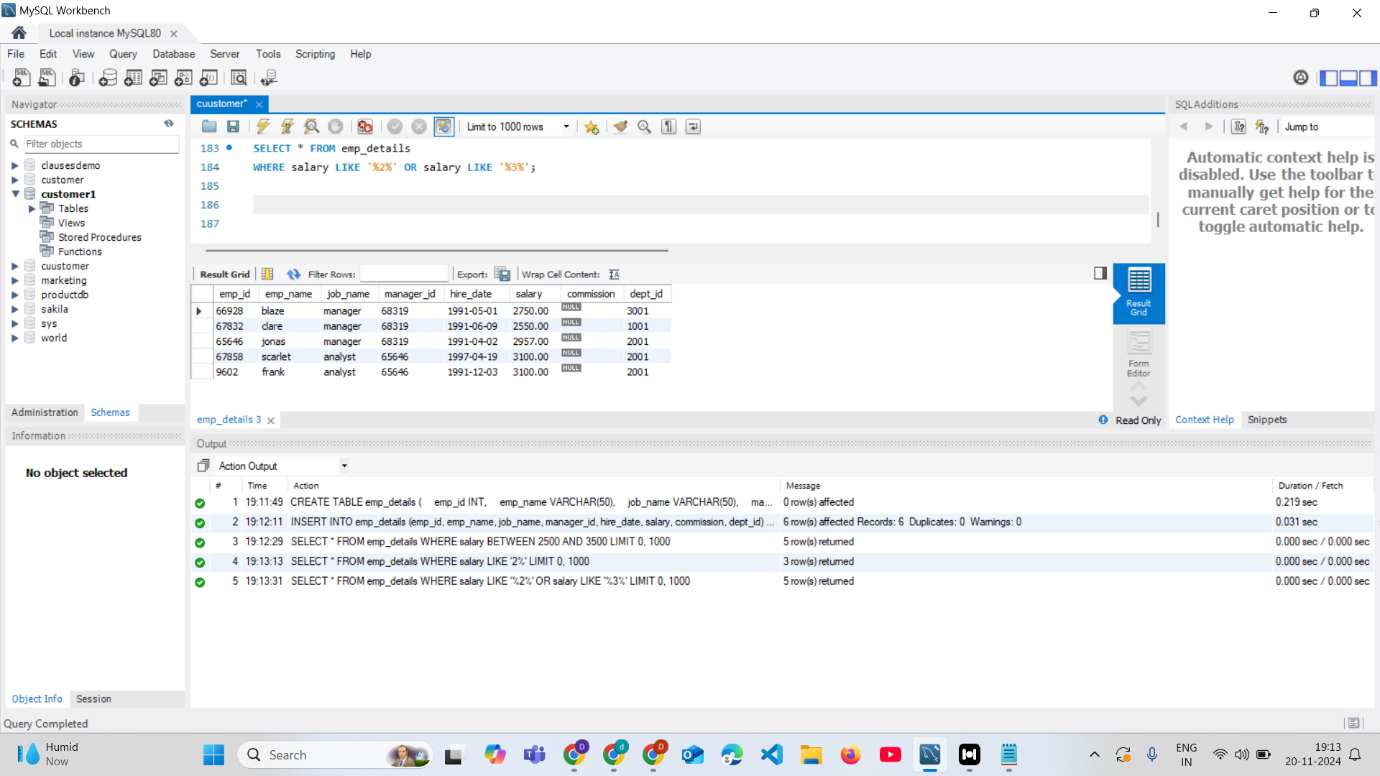 MySQL Workbench
Local instance MySQL80
File Edit View Query Database Server Tools Scripting Help
Navigator
SCHEMAS
Filter objects
clausesdemo
customer
customer1
Tables
Views
Stored Procedures
Functions
cuustomer
marketing
productdb
sakila
sys
world
Administration Schemas
Information
No object selected
Object Info Session
cuustomer*
Limit to 1000 rows
183 SELECT * FROM emp_details
184 WHERE salary LIKE '%2%' OR salary LIKE '%3%';
185
186
187
Result Grid Filter Rows: Export: Wrap Cell Content:
emp_id emp_name job_name manager_id hire_date salary commission dept_id
66928 blaze manager 68319 1991-05-01 2750.00 NULL 3001
67832 clare manager 68319 1991-06-09 2550.00 NULL 1001
65646 jonas manager 68319 1991-04-02 2957.00 NULL 2001
67858 scarlet analyst 65646 1997-04-19 3100.00 NULL 2001
9602 frank analyst 65646 1991-12-03 3100.00 NULL 2001
Result
Grid
Form
Editor
emp_details 3
Read Only
SQLAdditions
Jump to
Automatic context help is
disabled. Use the toolbar t
manually get help for the
current caret position or to
toggle automatic help.
Context Help Snippets
Output
Action Output
# Time Action Message Duration / Fetch
1 19:11:49 CREATE TABLE emp_details ( emp_id INT, emp_name VARCHAR(50), job_name VARCHAR(50), ma... 0 row(s) affected 0.219 sec
2 19:12:11 INSERT INTO emp_details (emp_id, emp_name, job_name, manager_id, hire_date, salary, commission, dept_id) ... 6 row(s) affected Records: 6 Duplicates: 0 Warnings: 0 0.031 sec
3 19:12:29 SELECT * FROM emp_details WHERE salary BETWEEN 2500 AND 3500 LIMIT 0, 1000 5 row(s) returned 0.000 sec / 0.000 sec
4 19:13:13 SELECT * FROM emp_details WHERE salary LIKE '2%' LIMIT 0, 1000 3 row(s) returned 0.000 sec / 0.000 sec
5 19:13:31 SELECT * FROM emp_details WHERE salary LIKE '%2%' OR salary LIKE '%3%' LIMIT 0, 1000 5 row(s) returned 0.000 sec / 0.000 sec
Query Completed
Humid
Now
Search
ENG
IN
19:13
20-11-2024